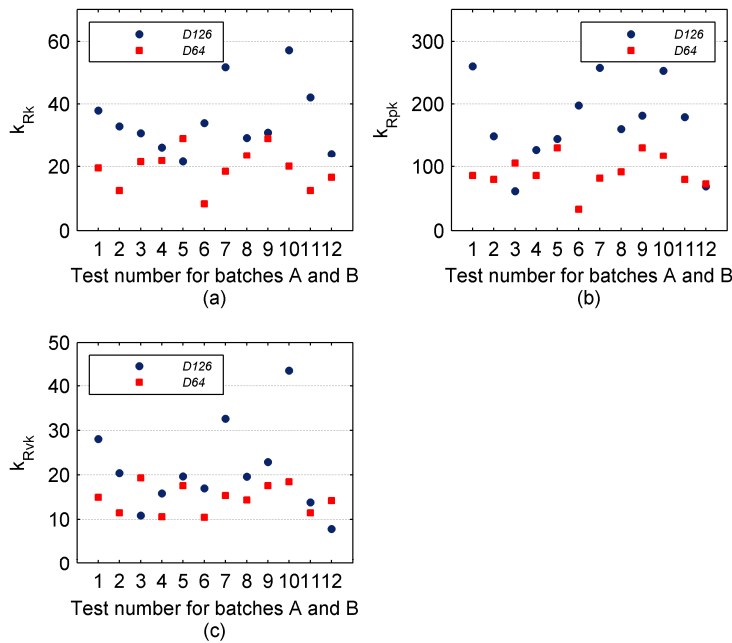 k_Rk
60
40
20
0
D126
D64
1 2 3 4 5 6 7 8 9 10 11 12
Test number for batches A and B
(a)
k_Rpk
300
200
100
0
D126
D64
1 2 3 4 5 6 7 8 9 10 11 12
Test number for batches A and B
(b)
k_Rvk
50
40
30
20
10
0
D126
D64
1 2 3 4 5 6 7 8 9 10 11 12
Test number for batches A and B
(c)